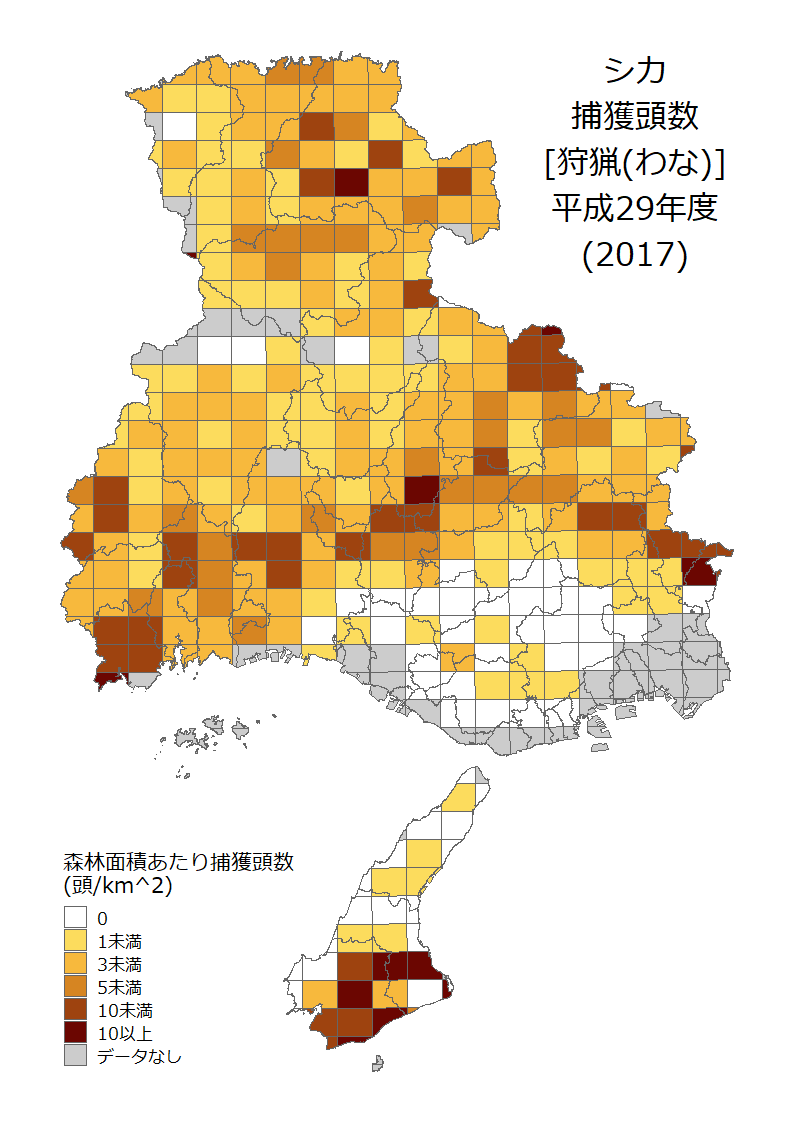 シカ
捕獲頭数
[狩猟(わな)]
平成29年度
(2017)
森林面積あたり捕獲頭数
(頭/km^2)
0
1未満
3未満
5未満
10未満
10以上
データなし